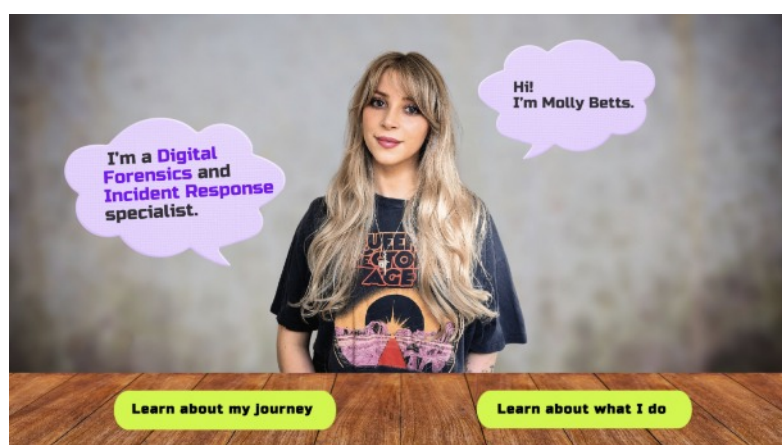 Hi!
I'm Molly Betts.
I'm a Digital
Forensics and
Incident Response
specialist.
Learn about my journey
Learn about what I do